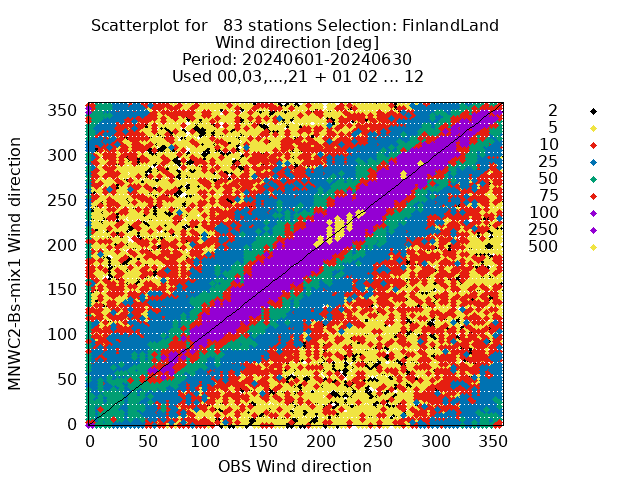 Scatterplot for   83 stations Selection: FinlandLand
Wind direction [deg]
Period: 20240601-20240630
Used 00,03,...,21 + 01 02 ... 12
MNWC2-Bs-mix1 Wind direction
350
300
250
200
150
100
50
0
0 50 100 150 200 250 300 350
OBS Wind direction
2
5
10
25
50
75
100
250
500